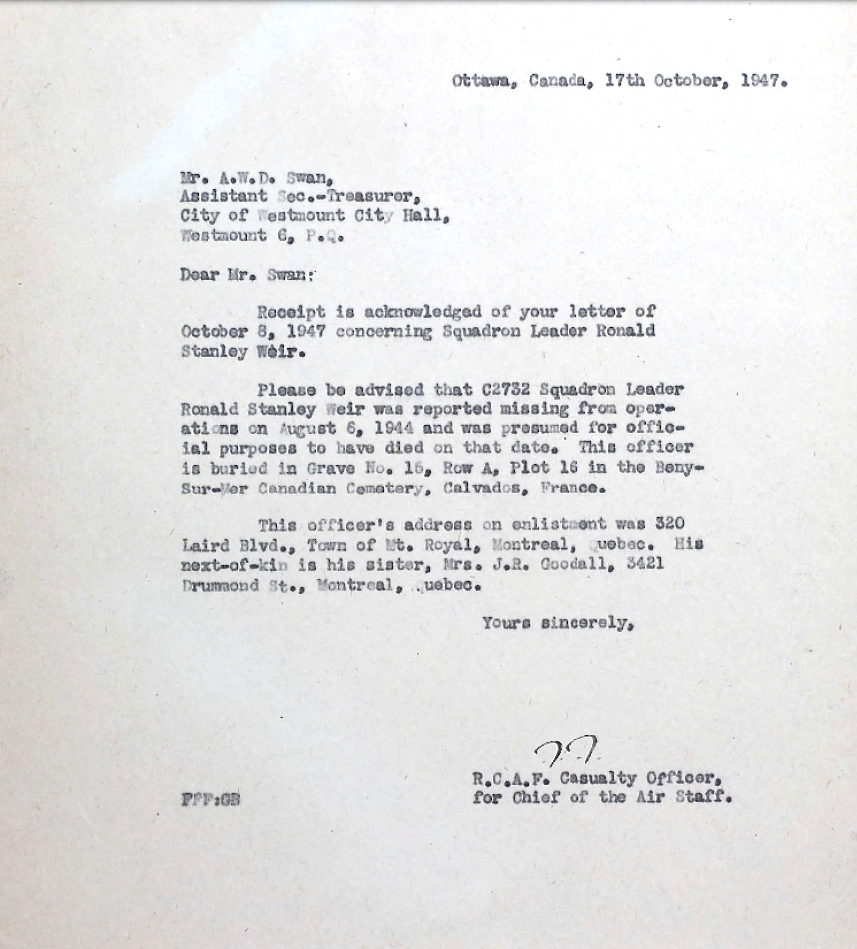 Ottawa, Canada, 17th October, 1947.
Mr. A.W.D. Swan,
Assistant Sec.-Treasurer,
City of Westmount City Hall,
Westmount 6, P.Q.
Dear Mr. Swan:
Receipt is acknowledged of your letter of
October 8, 1947 concerning Squadron Leader Ronald
Stanley Weir.
Please be advised that C2732 Squadron Leader
Ronald Stanley Weir was reported missing from oper-
ations on August 6, 1944 and was presumed for offic-
ial purposes to have died on that date. This officer
is buried in Grave No. 15, Row A, Plot 16 in the Beny-
Sur-Mer Canadian Cemetery, Calvados, France.
This officer's address on enlistment was 320
Laird Blvd., Town of Mt. Royal, Montreal, Quebec. His
next-of-kin is his sister, Mrs. J.R. Goodall, 3421
Drummond St., Montreal, Quebec.
Yours sincerely,
R.C.A.F. Casualty Officer,
for Chief of the Air Staff.
FFF:GB